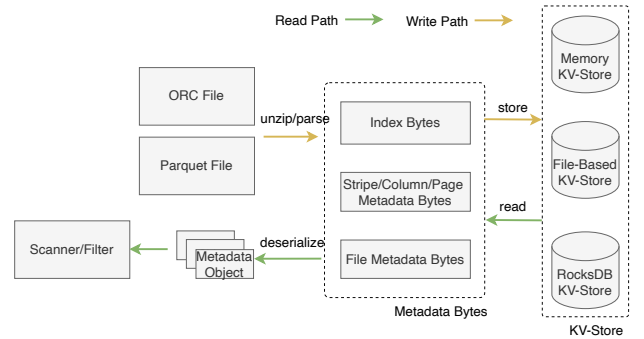 Read Path
Write Path
Memory
KV-Store
ORC File
unzip/parse
store
Index Bytes
Parquet File
File-Based
KV-Store
Stripe/Column/Page
Metadata Bytes
read
Scanner/Filter
deserialize
Metadata
Object
File Metadata Bytes
RocksDB
KV-Store
Metadata Bytes
KV-Store